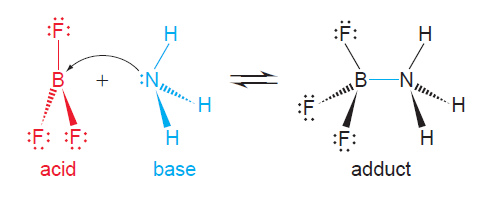 :F: H :F: H
B + :N B N
H :F H
:F: :F: H :F: H
acid base adduct